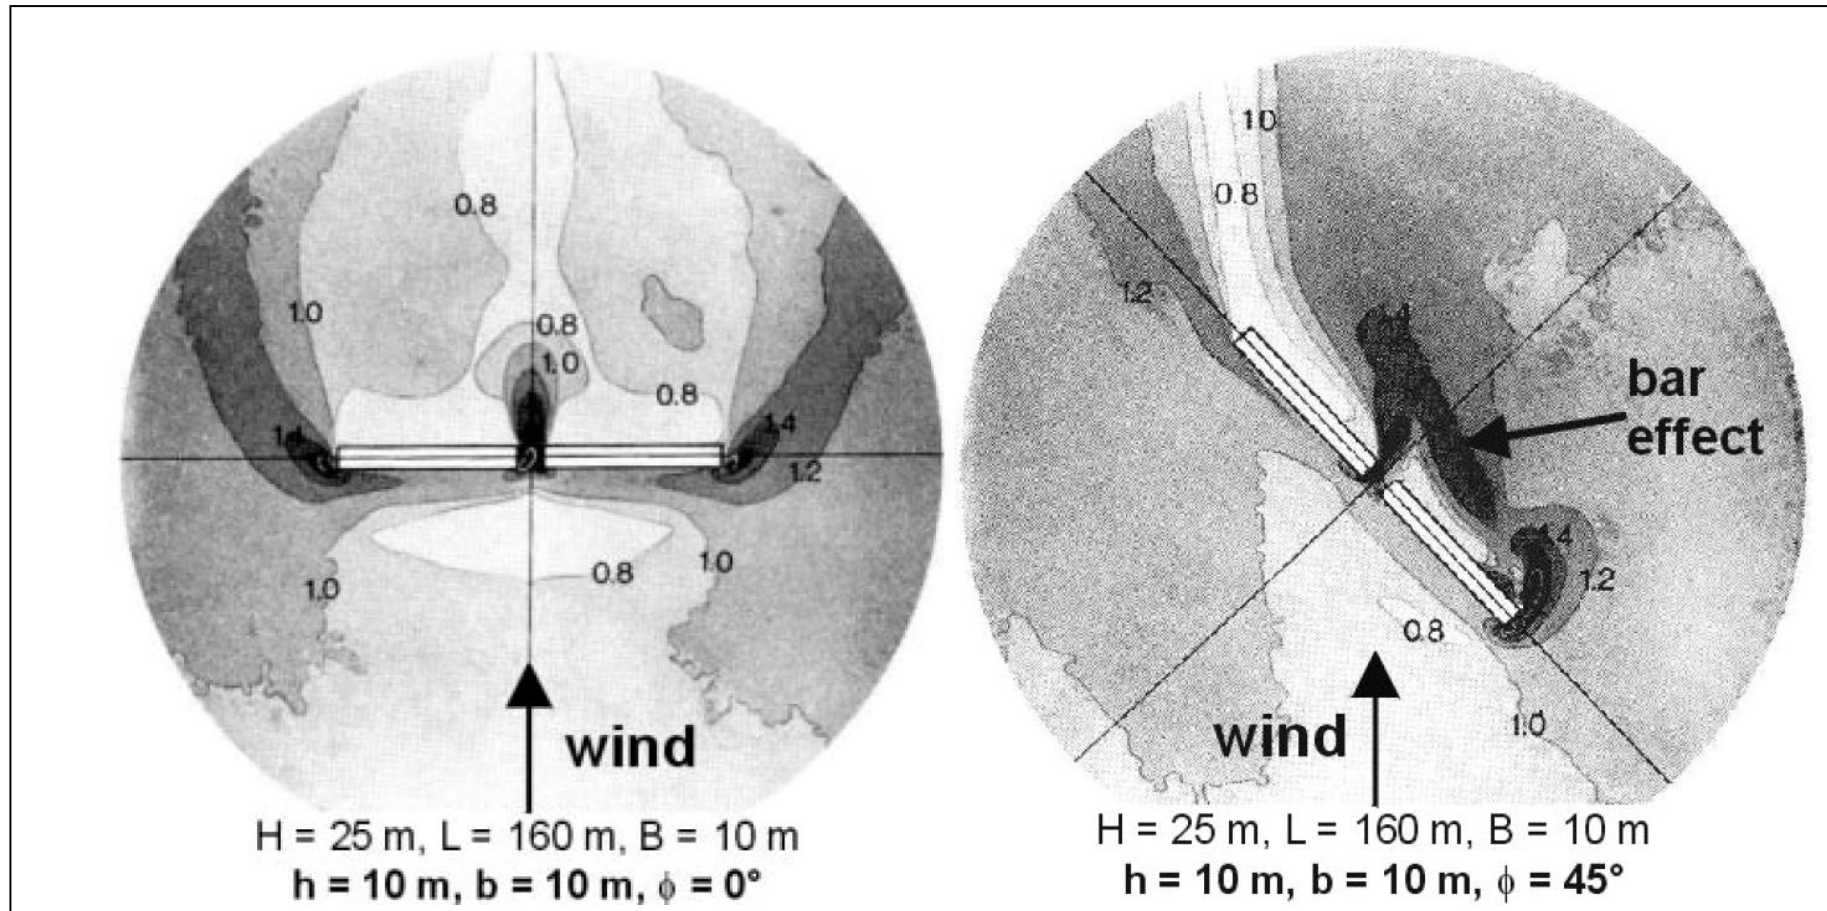 0.8
1.0
0.8
1.0
0.8
1.4
1.4
1.2
1.0
0.8
1.0
wind
H = 25 m, L = 160 m, B = 10 m
h = 10 m, b = 10 m, ϕ = 0°
10
0.8
1.2
1.4
bar
effect
1.4
1.2
0.8
1.0
wind
H = 25 m, L = 160 m, B = 10 m
h = 10 m, b = 10 m, ϕ = 45°